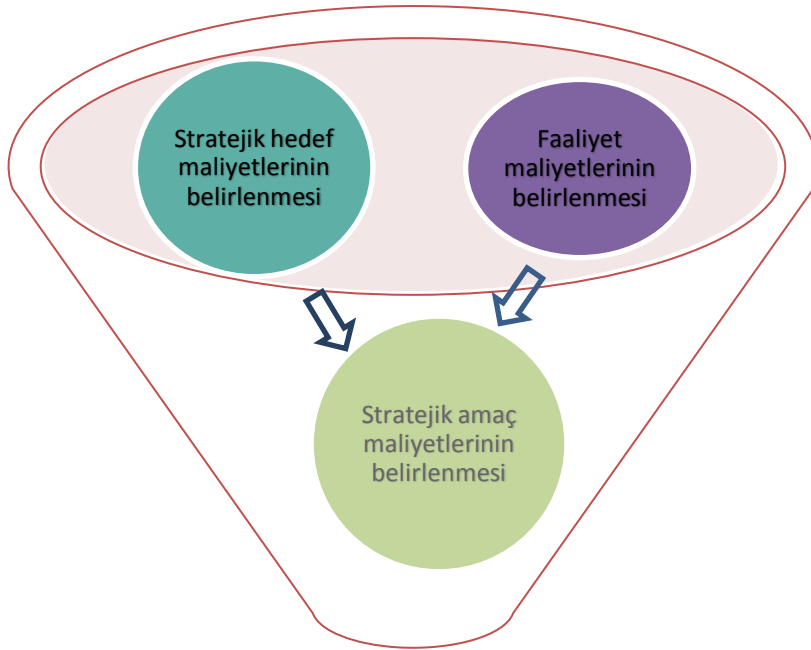 Stratejik hedef
maliyetlerinin
belirlenmesi
Faaliyet
maliyetlerinin
belirlenmesi
Stratejik amaç
maliyetlerinin
belirlenmesi